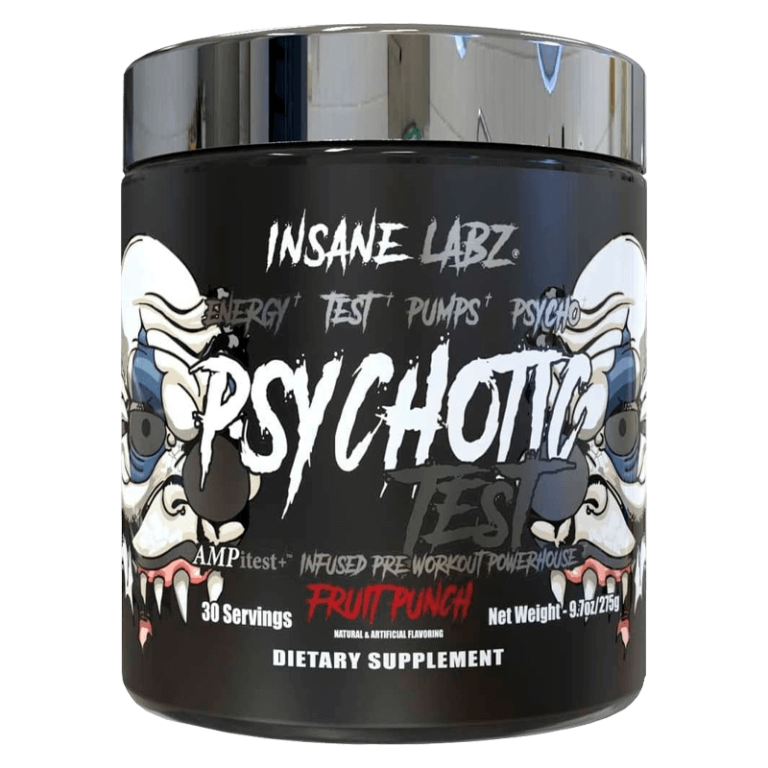 INSANE LABZ®
ENERGY+ TEST+ PUMPS+ PSYCHO
PSYCHOTIC
TEST
AMPitest+™ INFUSED PRE WORKOUT POWERHOUSE
FRUIT PUNCH
30 Servings
Net Weight - 9.7oz/275g
NATURAL & ARTIFICIAL FLAVORING
DIETARY SUPPLEMENT